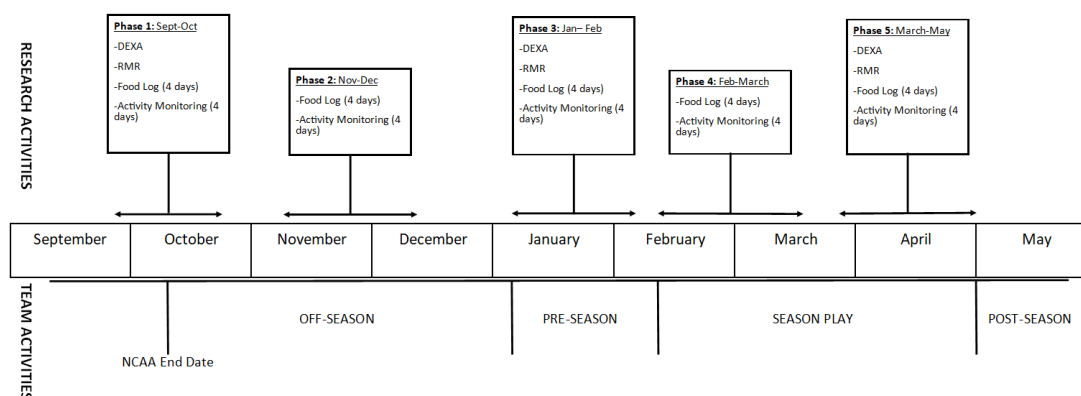 RESEARCH ACTIVITIES
Phase 1: Sept-Oct
-DEXA
-RMR
-Food Log (4 days)
-Activity Monitoring (4
days)
Phase 2: Nov-Dec
-Food Log (4 days)
-Activity Monitoring (4
days)
Phase 3: Jan– Feb
-DEXA
-RMR
-Food Log (4 days)
-Activity Monitoring (4
days)
Phase 4: Feb-March
-Food Log (4 days)
-Activity Monitoring (4
days)
Phase 5: March-May
-DEXA
-RMR
-Food Log (4 days)
-Activity Monitoring (4
days)
September October November December January February March April May
TEAM ACTIVITIES
OFF-SEASON PRE-SEASON SEASON PLAY POST-SEASON
NCAA End Date